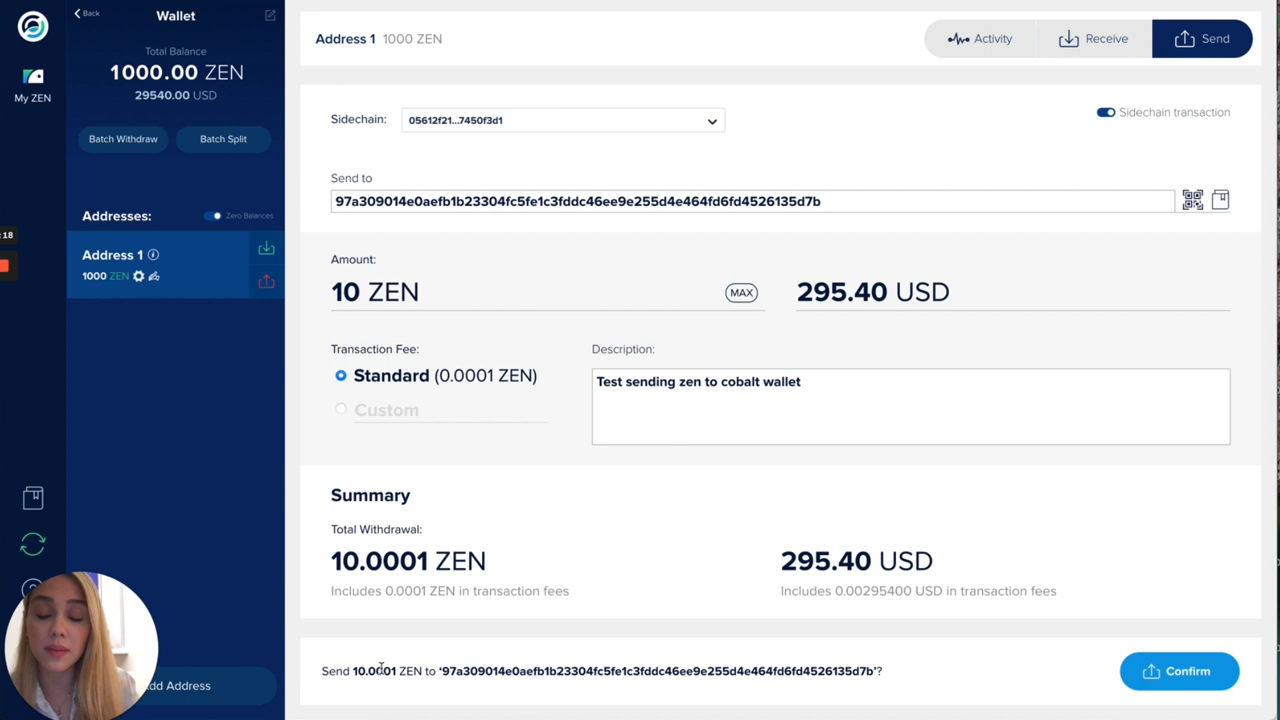 Back
Wallet
Total Balance
1000.00 ZEN
29540.00 USD
Batch Withdraw
Batch Split
My ZEN
Addresses:
Zero Balances
Address 1
1000 ZEN
:18
Add Address
Address 1 1000 ZEN
Activity
Receive
Send
Sidechain:
05612f21...7450f3d1
Sidechain transaction
Send to
97a309014e0aefb1b23304fc5fe1c3fddc46ee9e255d4e464fd6fd4526135d7b
Amount:
10 ZEN
MAX
295.40 USD
Transaction Fee:
Standard (0.0001 ZEN)
Custom
Description:
Test sending zen to cobalt wallet
Summary
Total Withdrawal:
10.0001 ZEN
295.40 USD
Includes 0.0001 ZEN in transaction fees
Includes 0.00295400 USD in transaction fees
Send 10.0001 ZEN to ‘97a309014e0aefb1b23304fc5fe1c3fddc46ee9e255d4e464fd6fd4526135d7b’?
Confirm